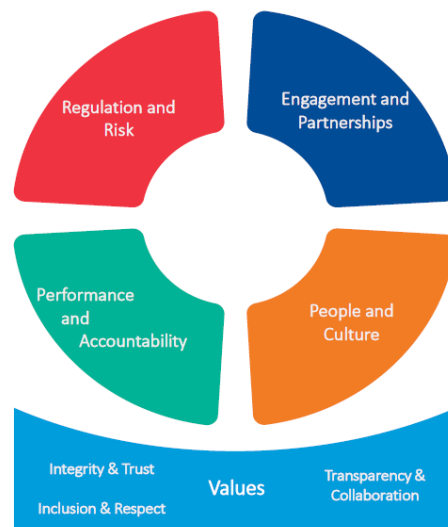 Regulation and
Risk
Engagement and
Partnerships
Performance
and
Accountability
People and
Culture
Integrity & Trust
Inclusion & Respect
Values
Transparency &
Collaboration